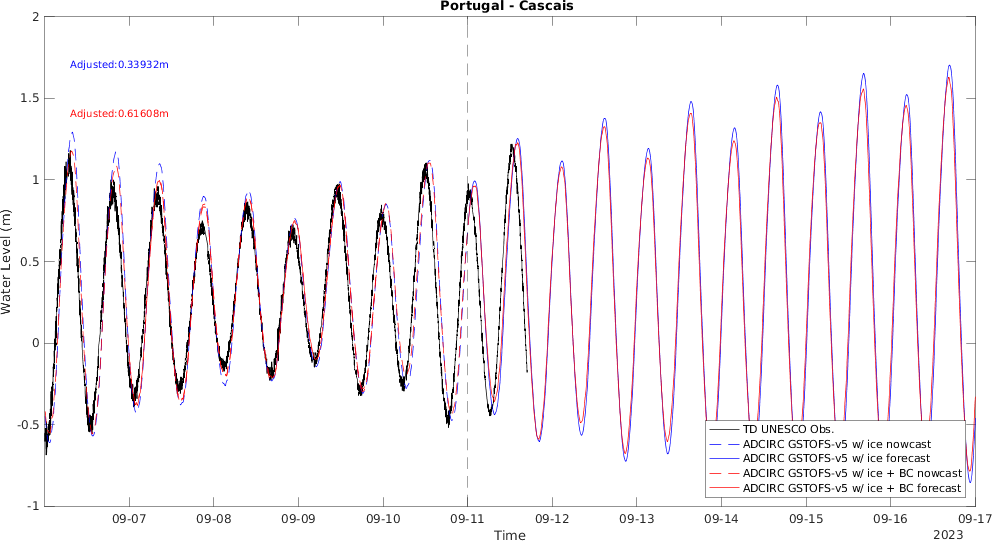 Portugal - Cascais
2
1.5
1
0.5
0
-0.5
-1
Water Level (m)
Adjusted:0.33932m
Adjusted:0.61608m
TD UNESCO Obs.
ADCIRC GSTOFS-v5 w/ ice nowcast
ADCIRC GSTOFS-v5 w/ ice forecast
ADCIRC GSTOFS-v5 w/ ice + BC nowcast
ADCIRC GSTOFS-v5 w/ ice + BC forecast
09-07 09-08 09-09 09-10 09-11 09-12 09-13 09-14 09-15 09-16 09-17
Time
2023